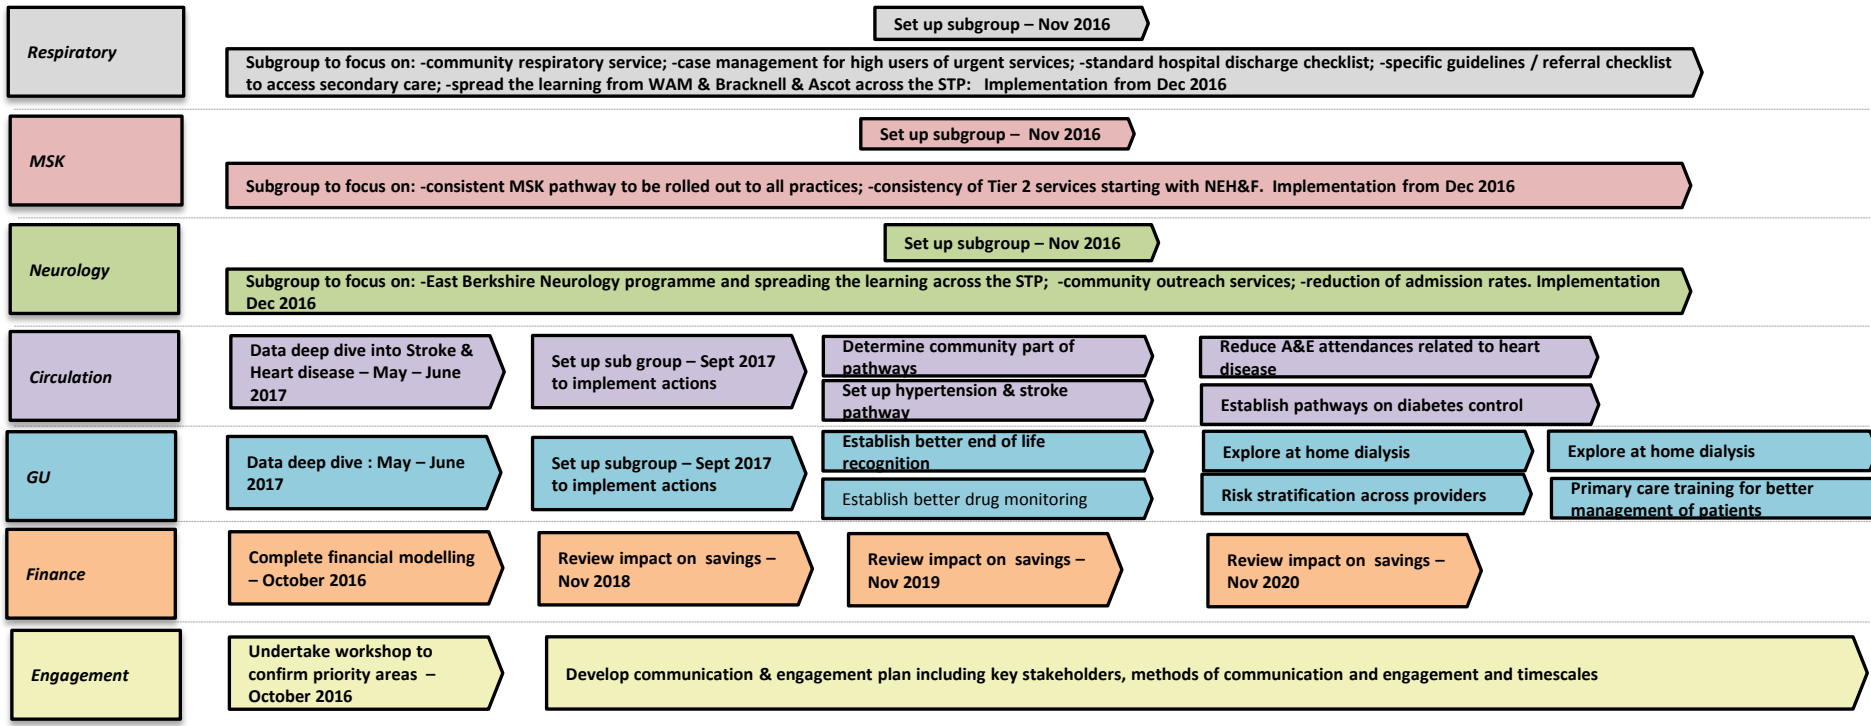 Respiratory
Set up subgroup – Nov 2016
Subgroup to focus on: -community respiratory service; -case management for high users of urgent services; -standard hospital discharge checklist; -specific guidelines / referral checklist
to access secondary care; -spread the learning from WAM & Bracknell & Ascot across the STP: Implementation from Dec 2016
MSK
Set up subgroup – Nov 2016
Subgroup to focus on: -consistent MSK pathway to be rolled out to all practices; -consistency of Tier 2 services starting with NEH&F. Implementation from Dec 2016
Neurology
Set up subgroup – Nov 2016
Subgroup to focus on: -East Berkshire Neurology programme and spreading the learning across the STP; -community outreach services; -reduction of admission rates. Implementation
Dec 2016
Circulation
Data deep dive into Stroke &
Heart disease – May – June
2017
Set up sub group – Sept 2017
to implement actions
Determine community part of
pathways
Set up hypertension & stroke
pathway
Reduce A&E attendances related to heart
disease
Establish pathways on diabetes control
GU
Data deep dive : May – June
2017
Set up subgroup – Sept 2017
to implement actions
Establish better end of life
recognition
Establish better drug monitoring
Explore at home dialysis
Risk stratification across providers
Explore at home dialysis
Primary care training for better
management of patients
Finance
Complete financial modelling
– October 2016
Review impact on savings –
Nov 2018
Review impact on savings –
Nov 2019
Review impact on savings –
Nov 2020
Engagement
Undertake workshop to
confirm priority areas –
October 2016
Develop communication & engagement plan including key stakeholders, methods of communication and engagement and timescales